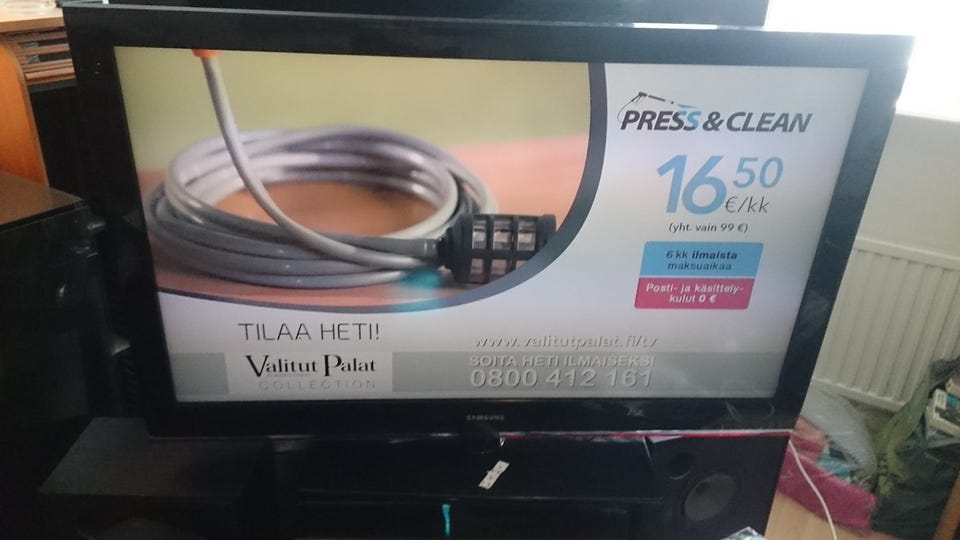 PRESS & CLEAN
16 50
€/kk
(yht. vain 99 €)
6 kk ilmaista
maksuaikaa
Posti- ja käsittely-
kulut 0 €
TILAA HETI!
Valitut Palat
COLLECTION
www.valitutpalat.fi/tv
SOITA HETI ILMAISEKSI
0800 412 161
SAMSUNG